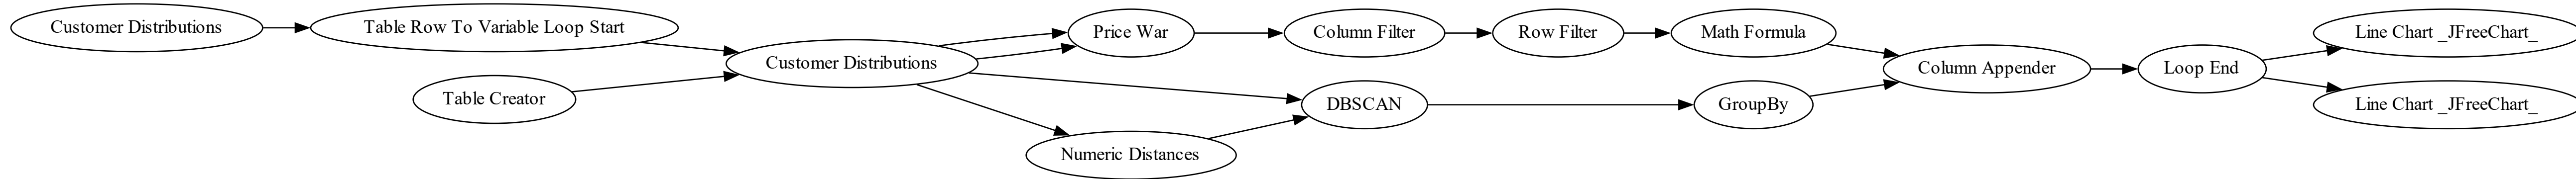 Customer Distributions
Table Row To Variable Loop Start
Table Creator
Customer Distributions
Price War
Column Filter
Row Filter
Math Formula
Numeric Distances
DBSCAN
GroupBy
Column Appender
Loop End
Line Chart _JFreeChart_
Line Chart _JFreeChart_